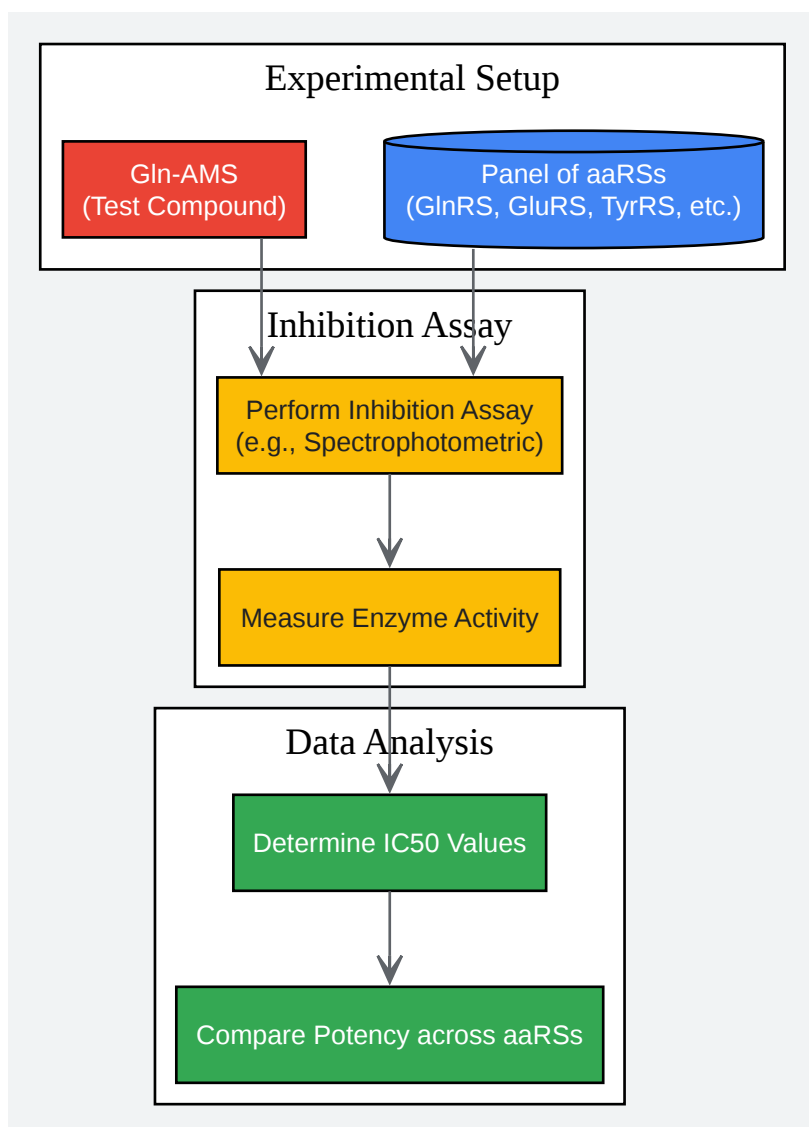 Experimental Setup
Gln-AMS
(Test Compound)
Panel of aaRSs
(GlnRS, GluRS, TyrRS, etc.)
Inhibition Assay
Perform Inhibition Assay
(e.g., Spectrophotometric)
Measure Enzyme Activity
Data Analysis
Determine IC50 Values
Compare Potency across aaRSs